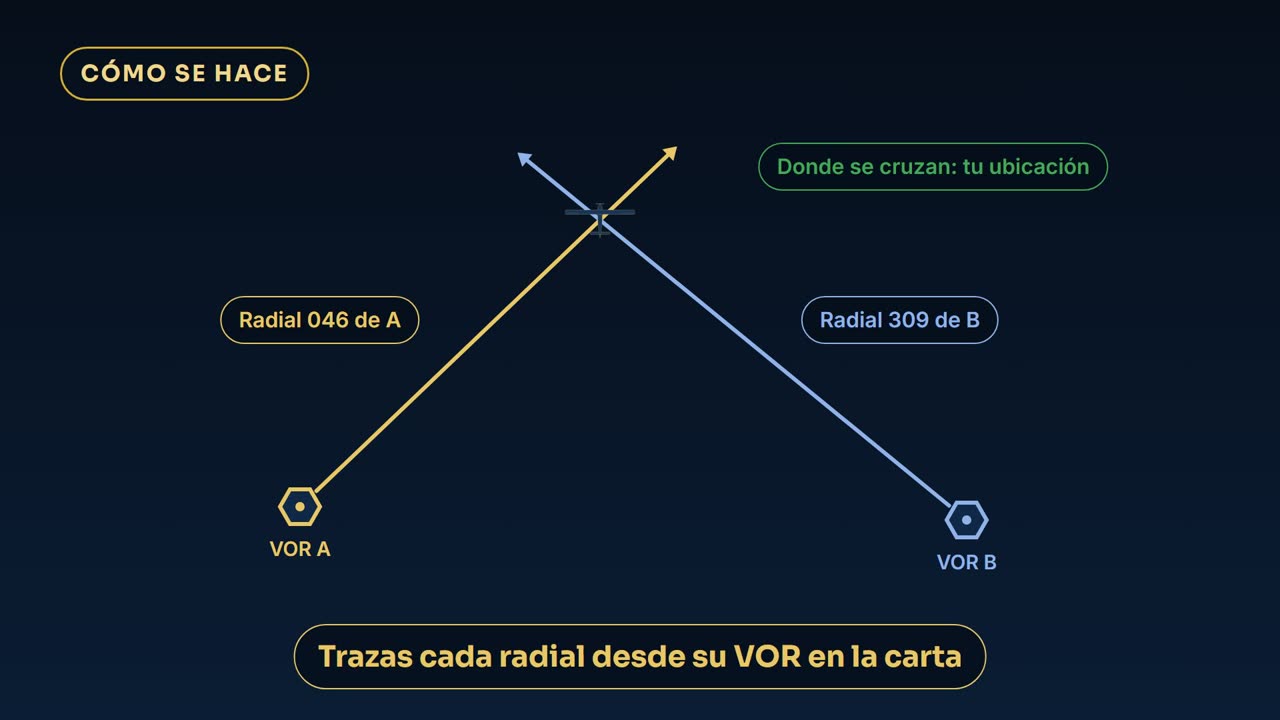 CÓMO SE HACE
Donde se cruzan: tu ubicación
Radial 046 de A
Radial 309 de B
VOR A
VOR B
Trazas cada radial desde su VOR en la carta